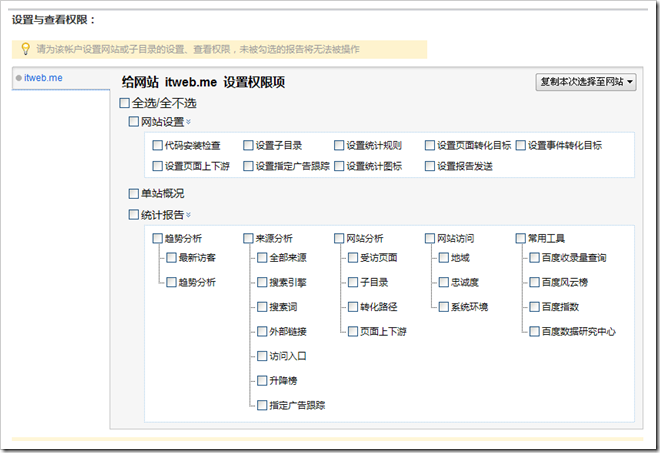 设置与查看权限：
请为该帐户设置网站或子目录的设置、查看权限，未被勾选的报告将无法被操作
itweb.me
给网站 itweb.me 设置权限项
复制本次选择至网站
全选/全不选
网站设置
代码安装检查 设置子目录 设置统计规则 设置页面转化目标 设置事件转化目标
设置页面上下游 设置指定广告跟踪 设置统计图标 设置报告发送
单站概况
统计报告
趋势分析 来源分析 网站分析 网站访问 常用工具
最新访客 全部来源 受访页面 地域 百度收录量查询
趋势分析 搜素引擎 子目录 忠诚度 百度风云榜
搜素词 转化路径 系统环境 百度指数
外部链接 页面上下游 百度数据研究中心
访问入口
升降榜
指定广告跟踪